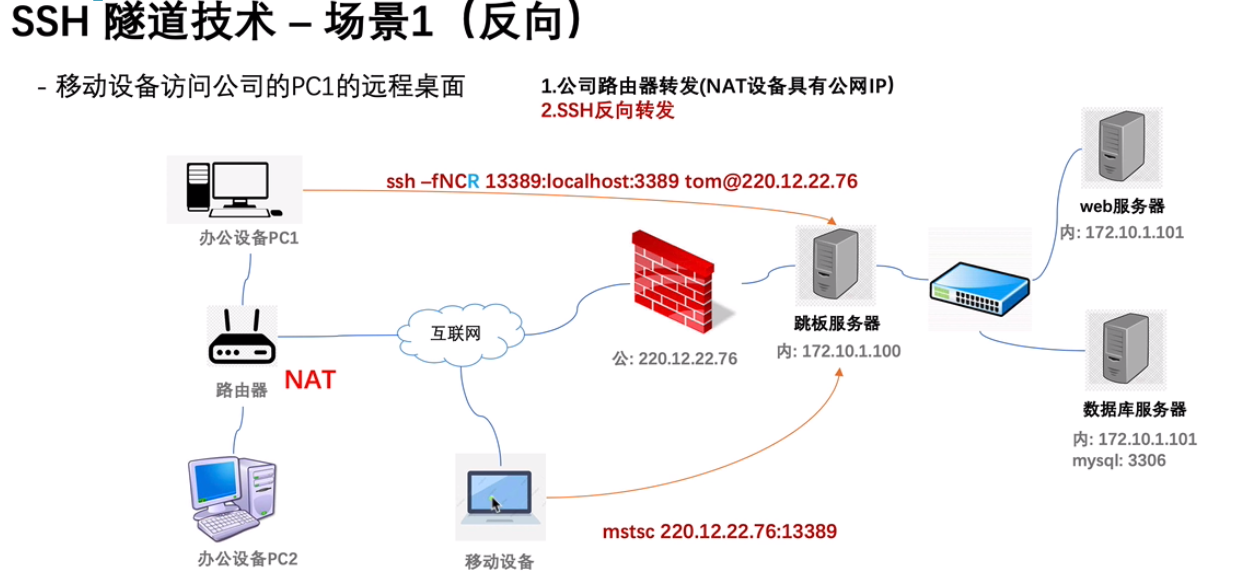 SSH 隧道技术 – 场景1（反向）
- 移动设备访问公司的PC1的远程桌面
1.公司路由器转发(NAT设备具有公网IP）
2.SSH反向转发
ssh –fNCR 13389:localhost:3389 tom@220.12.22.76
办公设备PC1
web服务器
内: 172.10.1.101
互联网
跳板服务器
内: 172.10.1.100
公: 220.12.22.76
路由器
NAT
数据库服务器
内: 172.10.1.101
mysql: 3306
mstsc 220.12.22.76:13389
办公设备PC2
移动设备